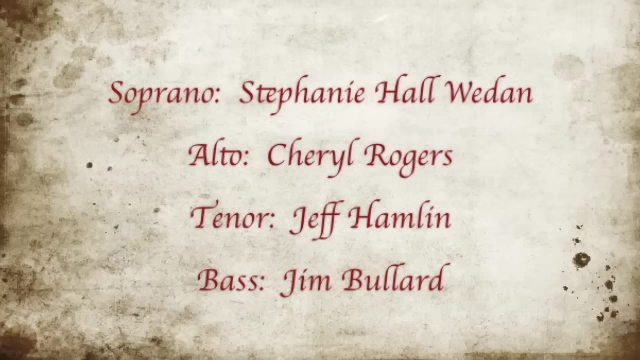 Soprano: Stephanie Hall Wedan
Alto: Cheryl Rogers
Tenor: Jeff Hamlin
Bass: Jim Bullard